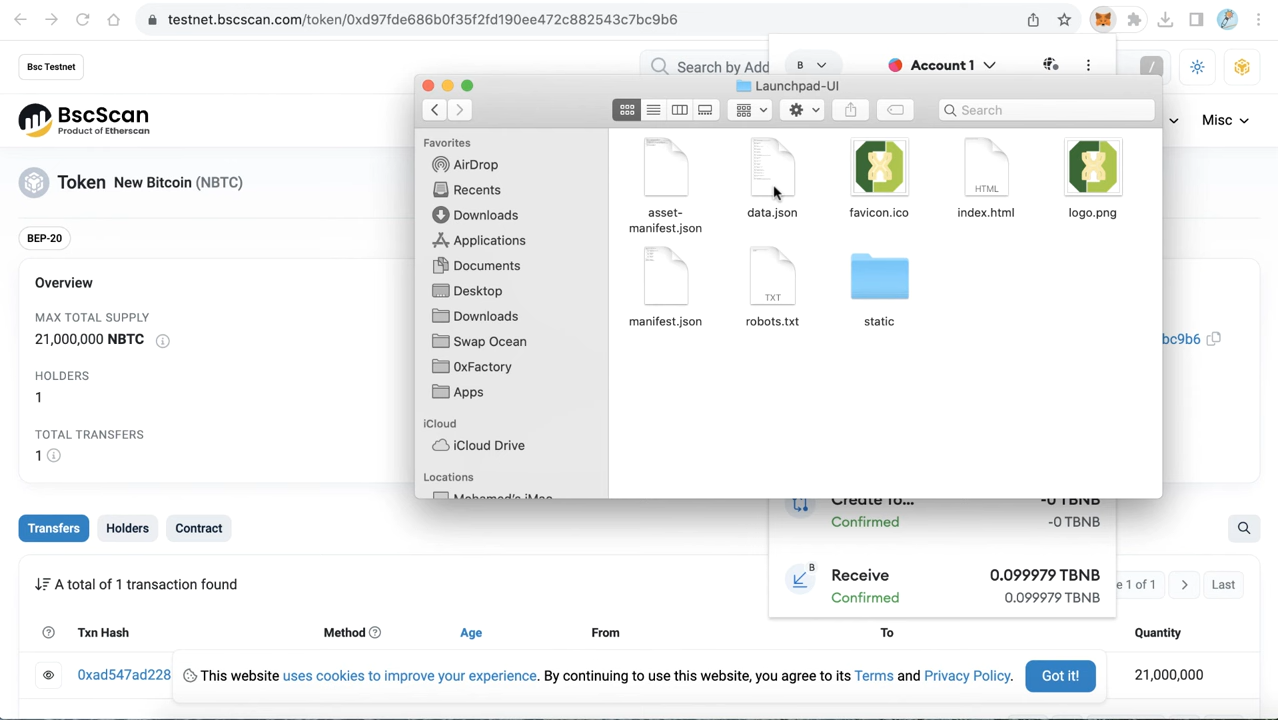 testnet.bscscan.com/token/0xd97fde686b0f35f2fd190ee472c882543c7bc9b6
Bsc Testnet
Search by Add
B
Account 1
/
BscScan
Product of Etherscan
Misc
Token New Bitcoin (NBTC)
BEP-20
Overview
MAX TOTAL SUPPLY
21,000,000 NBTC
HOLDERS
1
TOTAL TRANSFERS
1
bc9b6
Launchpad-UI
Search
Favorites
AirDrop
Recents
Downloads
Applications
Documents
Desktop
Downloads
Swap Ocean
0xFactory
Apps
iCloud
iCloud Drive
Locations
Mohamed's iMac
asset-
manifest.json
data.json
favicon.ico
HTML
index.html
logo.png
manifest.json
TXT
robots.txt
static
Create To...
-0 TBNB
Confirmed
-0 TBNB
B
Receive
0.099979 TBNB
Confirmed
0.099979 TBNB
Transfers
Holders
Contract
A total of 1 transaction found
e 1 of 1
Last
Txn Hash
Method
Age
From
To
Quantity
0xad547ad228
21,000,000
This website uses cookies to improve your experience. By continuing to use this website, you agree to its Terms and Privacy Policy.
Got it!